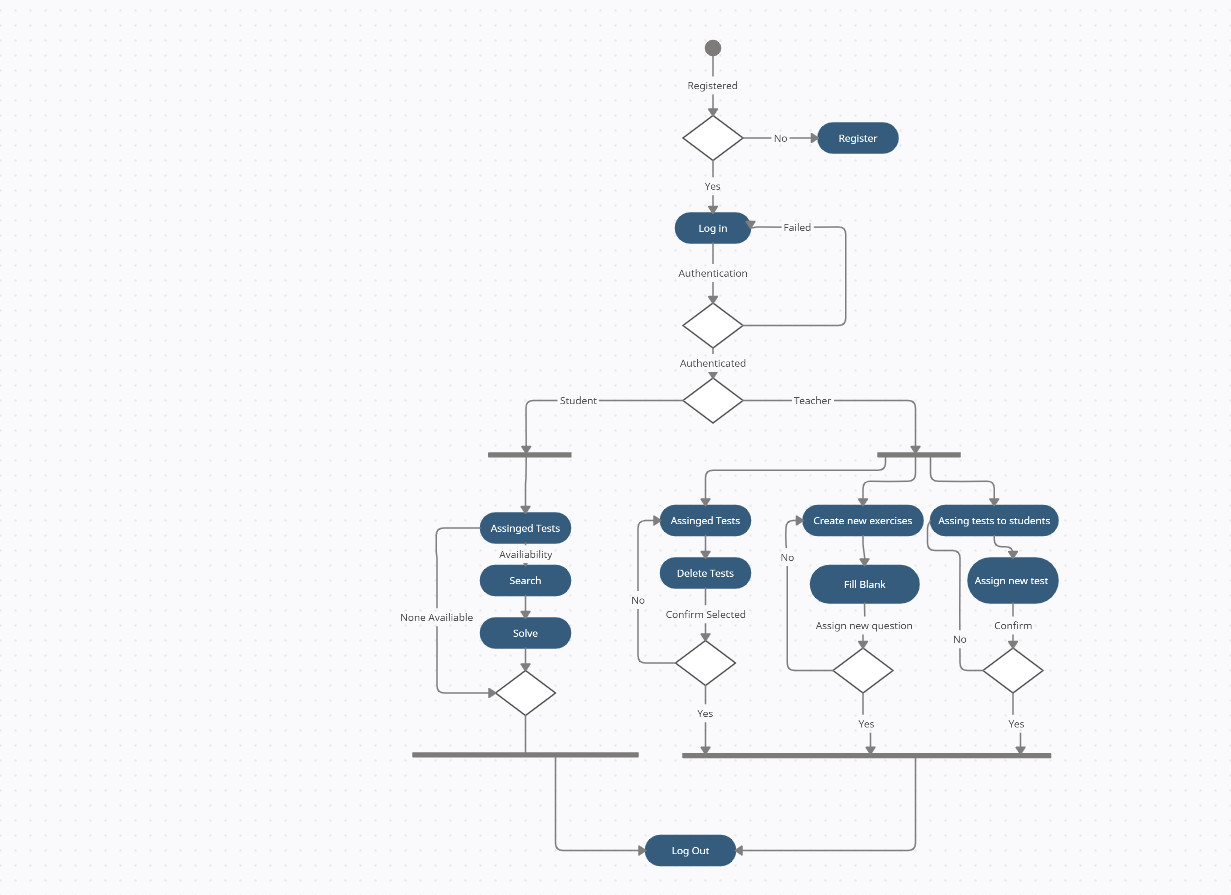 Registered
No
Register
Yes
Log in
Failed
Authentication
Authenticated
Student
Teacher
Assinged Tests
Availiability
Search
None Availiable
Solve
Assinged Tests
Delete Tests
No
Confirm Selected
Yes
Create new exercises
No
Fill Blank
Assign new question
Yes
Assing tests to students
Assign new test
Confirm
No
Yes
Log Out